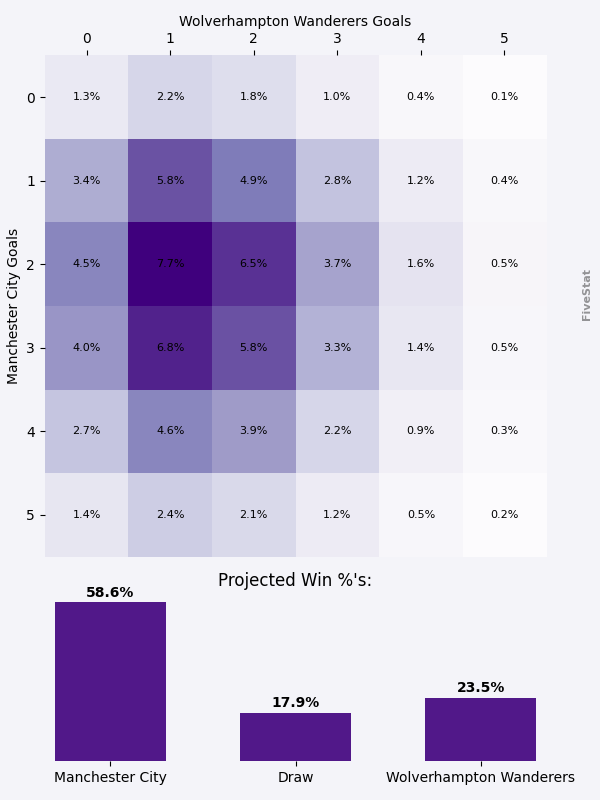 Wolverhampton Wanderers Goals
0 1 2 3 4 5
Manchester City Goals
0 1.3% 2.2% 1.8% 1.0% 0.4% 0.1%
1 3.4% 5.8% 4.9% 2.8% 1.2% 0.4%
2 4.5% 7.7% 6.5% 3.7% 1.6% 0.5%
3 4.0% 6.8% 5.8% 3.3% 1.4% 0.5%
4 2.7% 4.6% 3.9% 2.2% 0.9% 0.3%
5 1.4% 2.4% 2.1% 1.2% 0.5% 0.2%
FiveStat
Projected Win %'s:
58.6% 17.9% 23.5%
Manchester City Draw Wolverhampton Wanderers